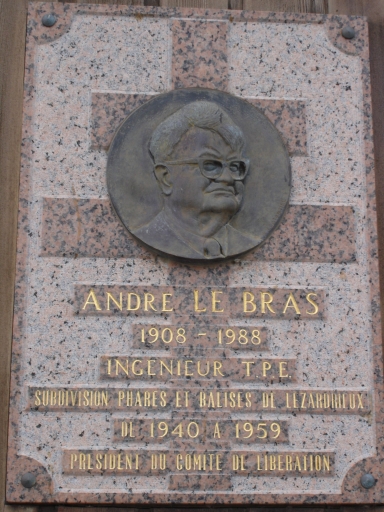 ANDRE LE BRAS
1908 - 1988
INGENIEUR T.P.E
SUBDIVISION PHARES ET BALISES DE LEZARDRIEUX
DE 1940 A 1959
PRESIDENT DU COMITE DE LIBERATION